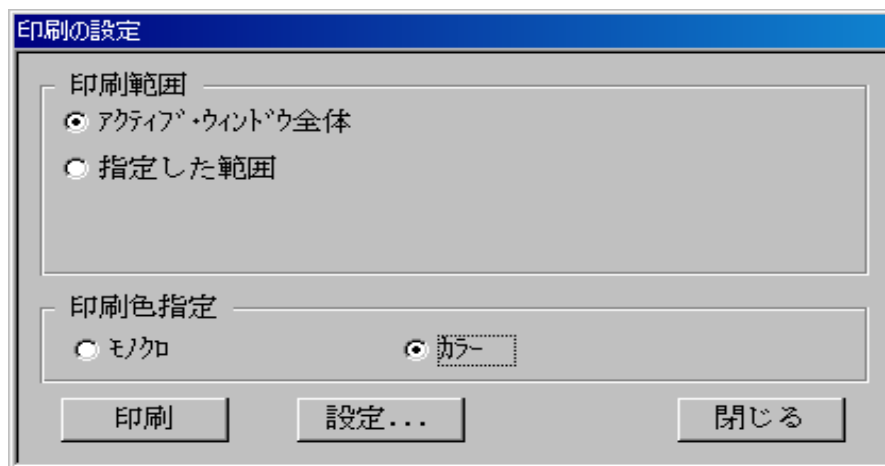 印刷の設定
印刷範囲
ｱｸﾃｨﾌﾞ・ｳｨﾝﾄﾞｳ全体
指定した範囲
印刷色指定
ﾓﾉｸﾛ ｶﾗｰ
印刷 設定... 閉じる